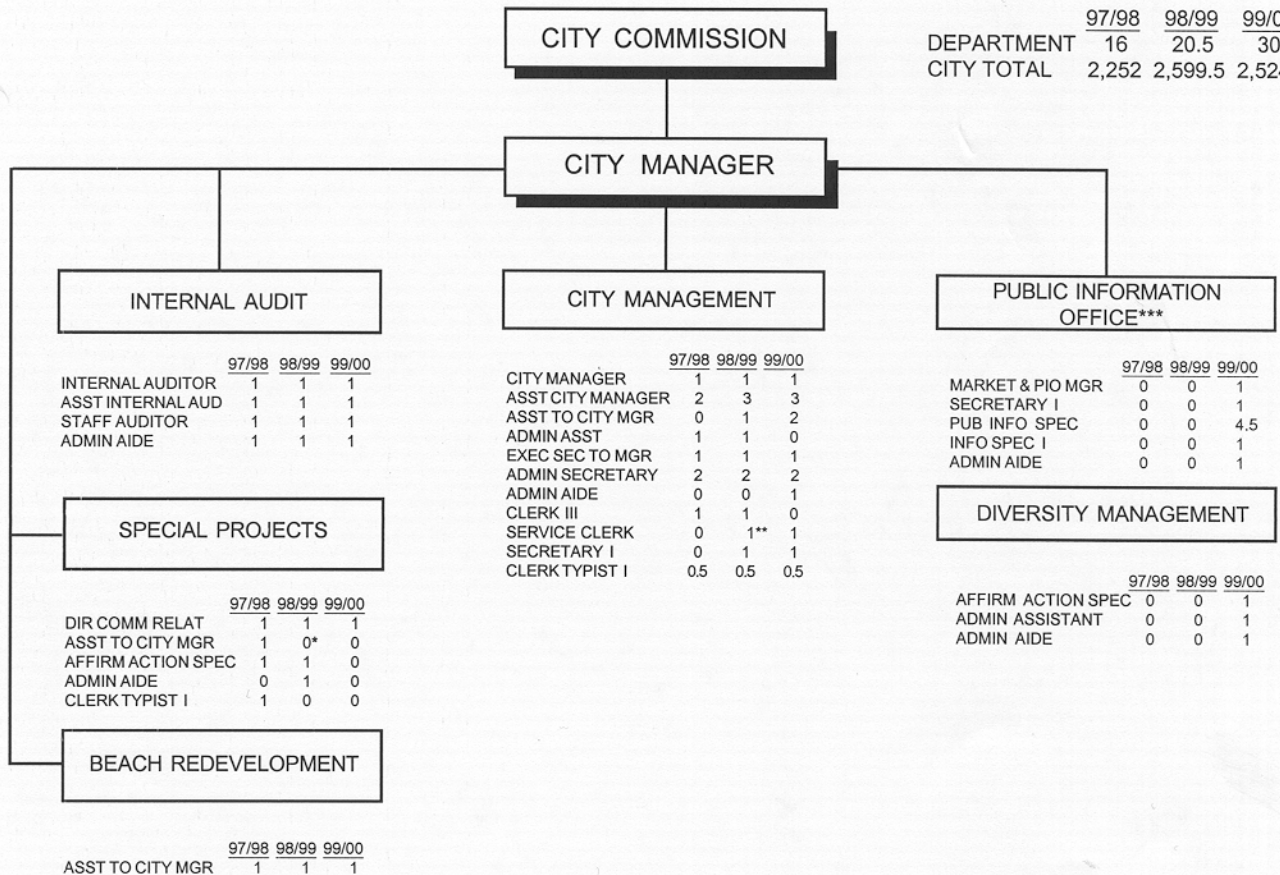 CITY COMMISSION
97/98 98/99 99/0
DEPARTMENT 16 20.5 30
CITY TOTAL 2,252 2,599.5 2,524
CITY MANAGER
INTERNAL AUDIT
97/98 98/99 99/00
INTERNAL AUDITOR 1 1 1
ASST INTERNAL AUD 1 1 1
STAFF AUDITOR 1 1 1
ADMIN AIDE 1 1 1
SPECIAL PROJECTS
97/98 98/99 99/00
DIR COMM RELAT 1 1 1
ASST TO CITY MGR 1 0* 0
AFFIRM ACTION SPEC 1 1 0
ADMIN AIDE 0 1 0
CLERK TYPIST I 1 0 0
BEACH REDEVELOPMENT
97/98 98/99 99/00
ASST TO CITY MGR 1 1 1
CITY MANAGEMENT
97/98 98/99 99/00
CITY MANAGER 1 1 1
ASST CITY MANAGER 2 3 3
ASST TO CITY MGR 0 1 2
ADMIN ASST 1 1 0
EXEC SEC TO MGR 1 1 1
ADMIN SECRETARY 2 2 2
ADMIN AIDE 0 0 1
CLERK III 1 1 0
SERVICE CLERK 0 1** 1
SECRETARY I 0 1 1
CLERK TYPIST I 0.5 0.5 0.5
PUBLIC INFORMATION
OFFICE***
97/98 98/99 99/00
MARKET & PIO MGR 0 0 1
SECRETARY I 0 0 1
PUB INFO SPEC 0 0 4.5
INFO SPEC I 0 0 1
ADMIN AIDE 0 0 1
DIVERSITY MANAGEMENT
97/98 98/99 99/00
AFFIRM ACTION SPEC 0 0 1
ADMIN ASSISTANT 0 0 1
ADMIN AIDE 0 0 1